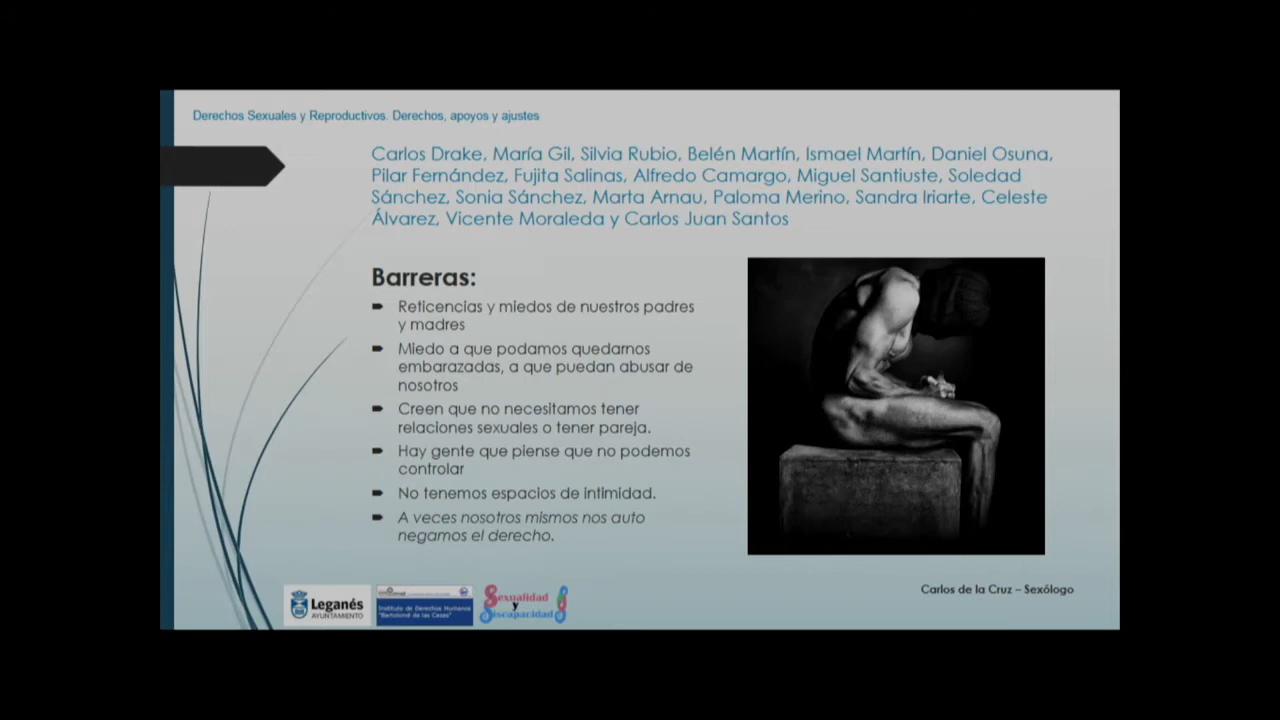 Derechos Sexuales y Reproductivos. Derechos, apoyos y ajustes
Carlos Drake, María Gil, Silvia Rubio, Belén Martín, Ismael Martín, Daniel Osuna,
Pilar Fernández, Fujita Salinas, Alfredo Camargo, Miguel Santiuste, Soledad
Sánchez, Sonia Sánchez, Marta Arnau, Paloma Merino, Sandra Iriarte, Celeste
Álvarez, Vicente Moraleda y Carlos Juan Santos
Barreras:
Reticencias y miedos de nuestros padres
y madres
Miedo a que podamos quedarnos
embarazadas, a que puedan abusar de
nosotros
Creen que no necesitamos tener
relaciones sexuales o tener pareja.
Hay gente que piense que no podemos
controlar
No tenemos espacios de intimidad.
A veces nosotros mismos nos auto
negamos el derecho.
Carlos de la Cruz – Sexólogo
Leganés
AYUNTAMIENTO
Instituto de Derechos Humanos
"Bartolomé de las Casas"
Sexualidad
y
Discapacidad